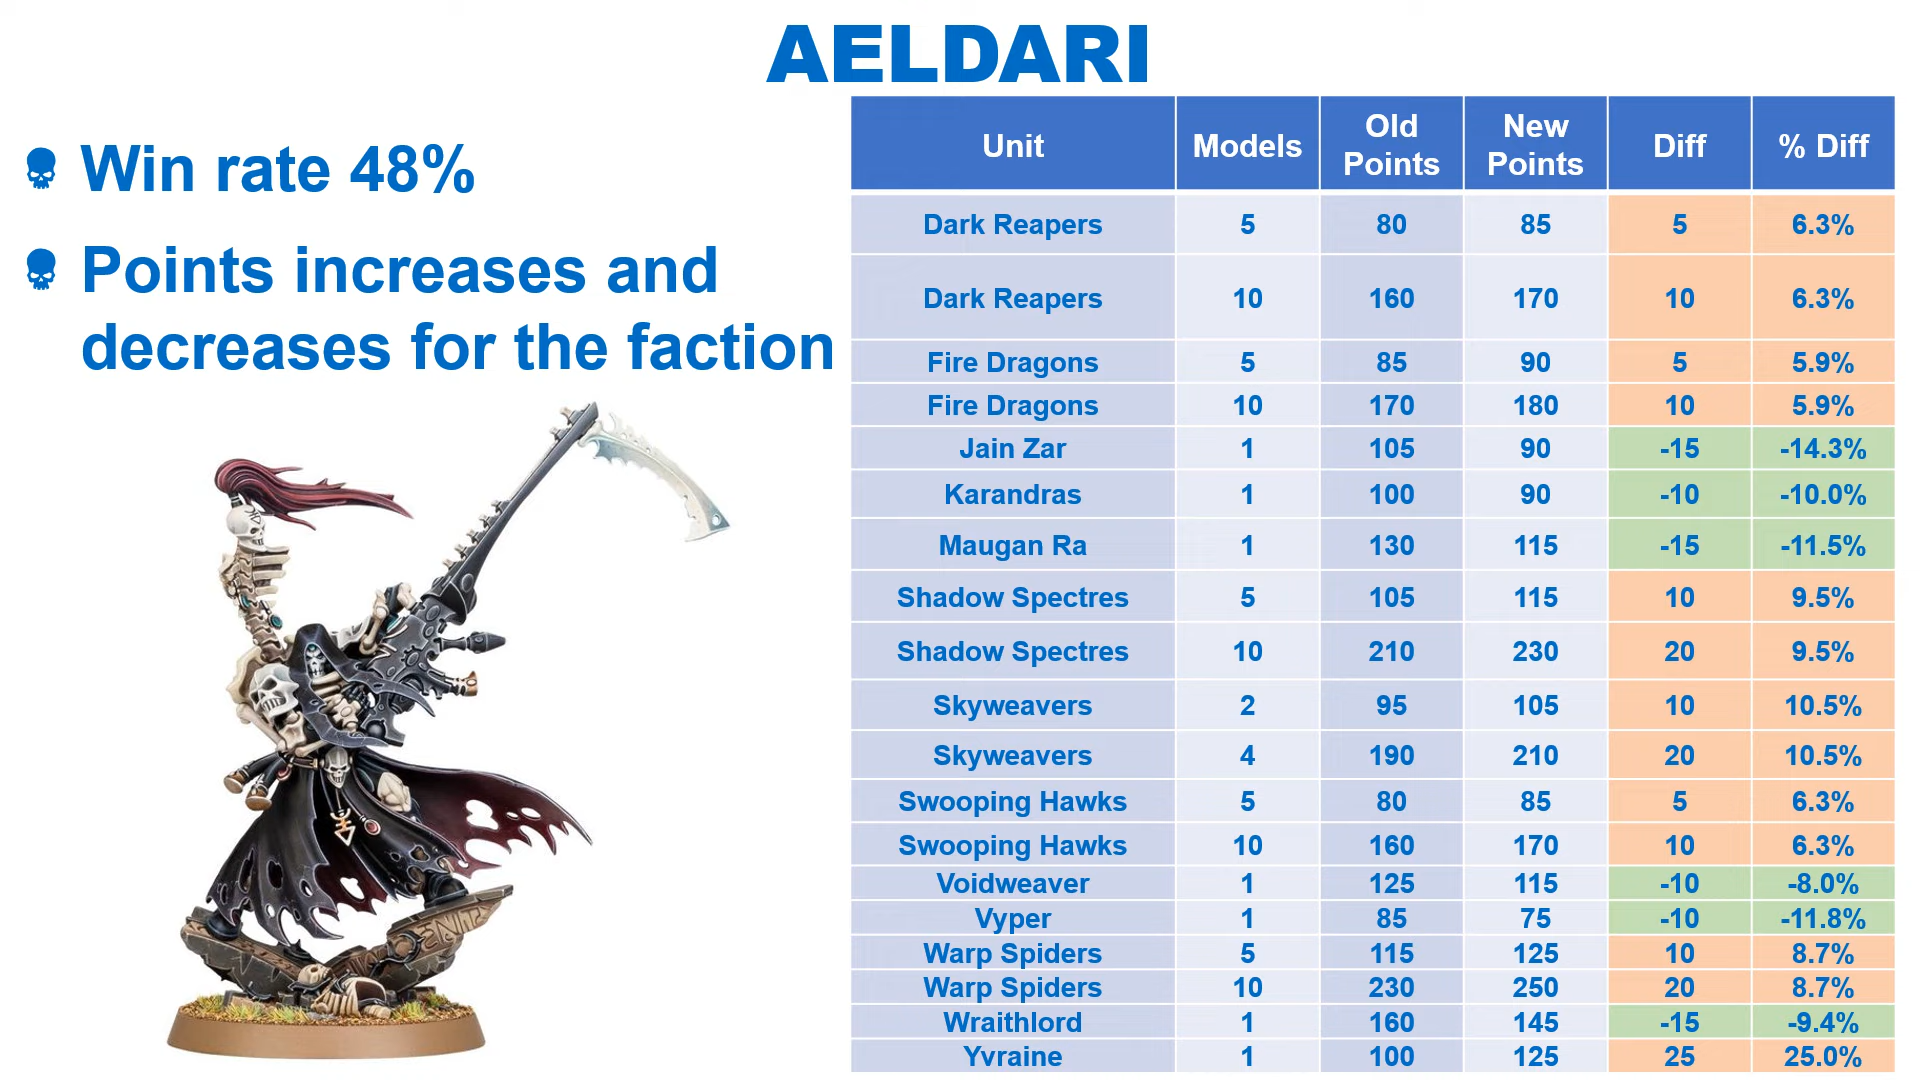 AELDARI
Win rate 48%
Points increases and
decreases for the faction
Unit Models Old Points New Points Diff % Diff
Dark Reapers 5 80 85 5 6.3%
Dark Reapers 10 160 170 10 6.3%
Fire Dragons 5 85 90 5 5.9%
Fire Dragons 10 170 180 10 5.9%
Jain Zar 1 105 90 -15 -14.3%
Karandras 1 100 90 -10 -10.0%
Maugan Ra 1 130 115 -15 -11.5%
Shadow Spectres 5 105 115 10 9.5%
Shadow Spectres 10 210 230 20 9.5%
Skyweavers 2 95 105 10 10.5%
Skyweavers 4 190 210 20 10.5%
Swooping Hawks 5 80 85 5 6.3%
Swooping Hawks 10 160 170 10 6.3%
Voidweaver 1 125 115 -10 -8.0%
Vyper 1 85 75 -10 -11.8%
Warp Spiders 5 115 125 10 8.7%
Warp Spiders 10 230 250 20 8.7%
Wraithlord 1 160 145 -15 -9.4%
Yvraine 1 100 125 25 25.0%